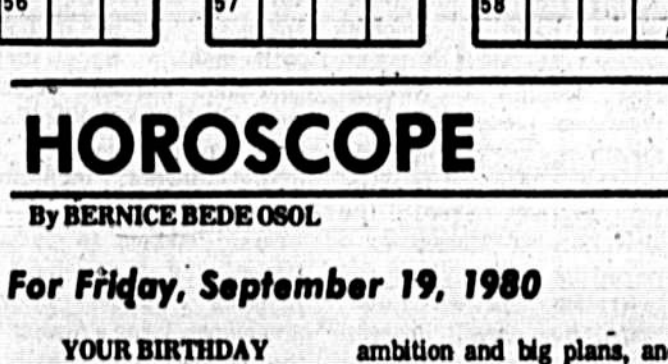 56 57 58
HOROSCOPE
By BERNICE BEDE OSOL
For Friday, September 19, 1980
YOUR BIRTHDAY
ambition and big plans, an